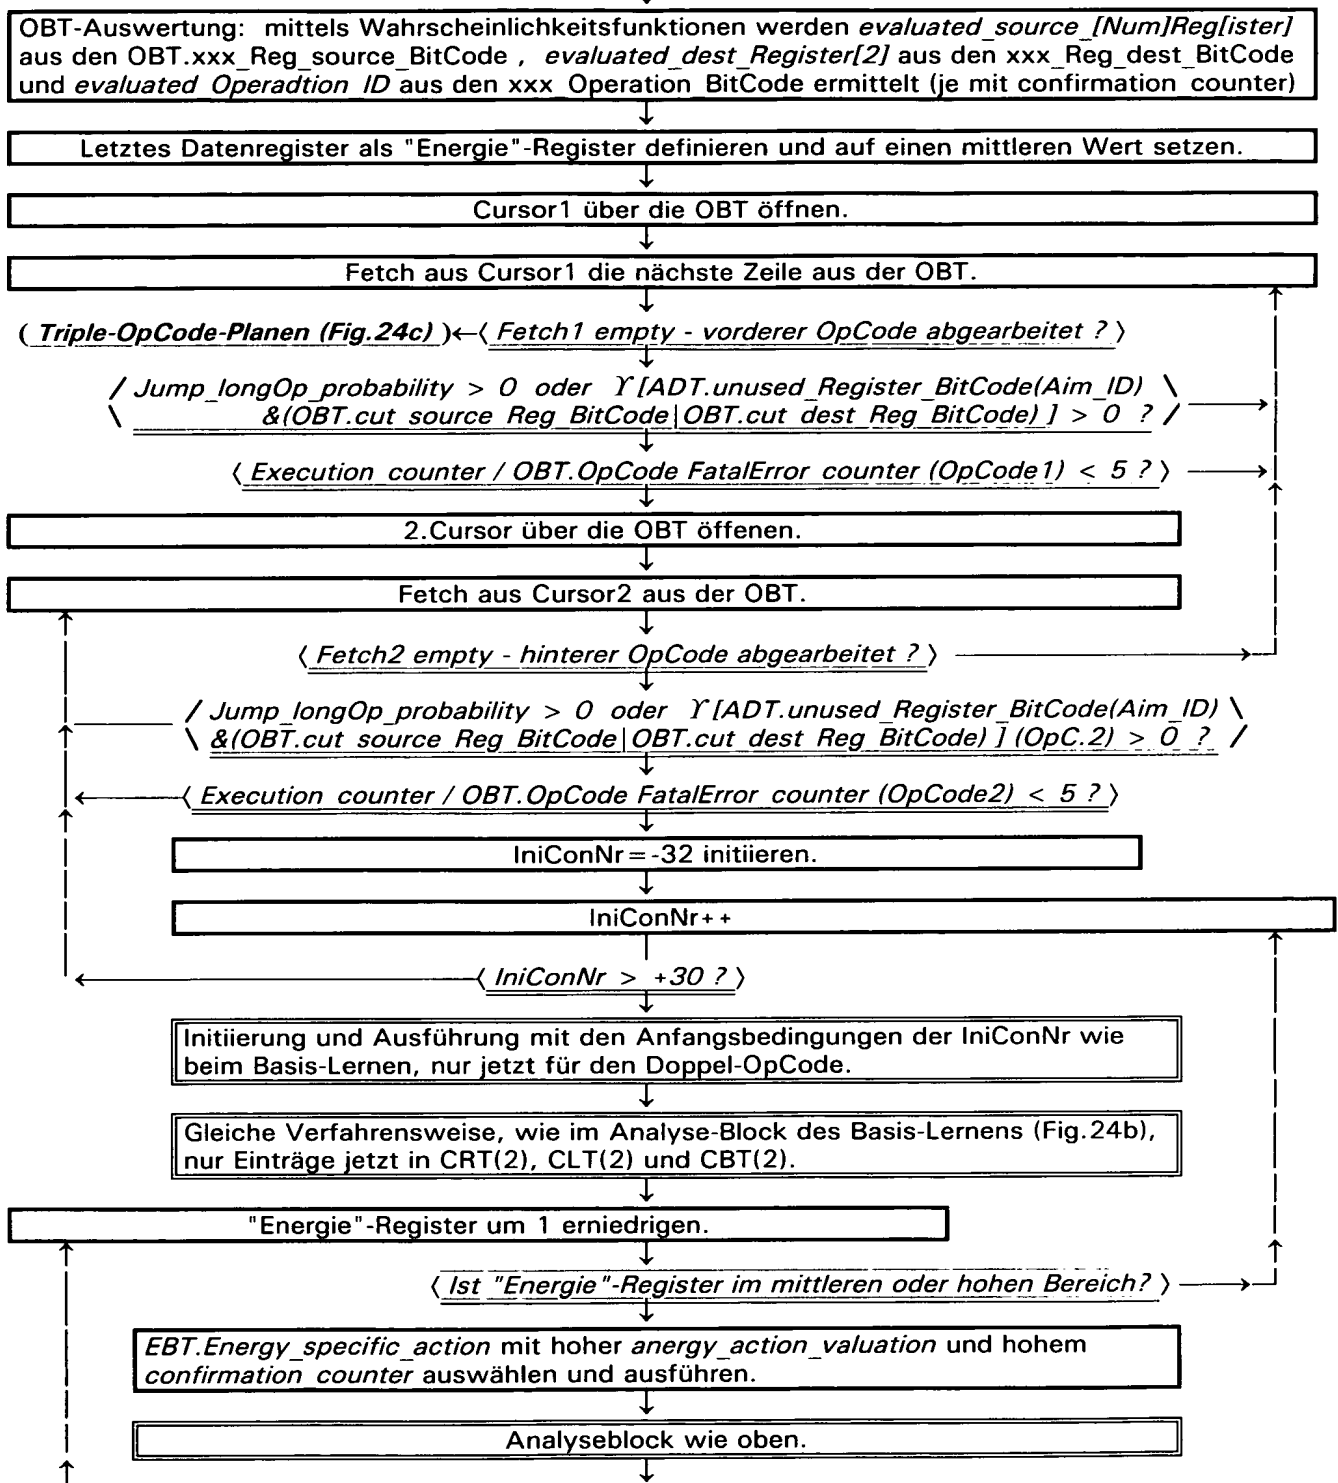 OBT-Auswertung: mittels Wahrscheinlichkeitsfunktionen werden evaluated_source_[Num]Reg[ister]
aus den OBT.xxx_Reg_source_BitCode , evaluated_dest_Register[2] aus den xxx_Reg_dest_BitCode
und evaluated_Operadtion_ID aus den xxx_Operation_BitCode ermittelt (je mit confirmation_counter)
Letztes Datenregister als "Energie"-Register definieren und auf einen mittleren Wert setzen.
Cursor1 über die OBT öffnen.
Fetch aus Cursor1 die nächste Zeile aus der OBT.
( Triple-OpCode-Planen (Fig.24c) )←⟨ Fetch1 empty - vorderer OpCode abgearbeitet ? ⟩
/ Jump_longOp_probability > 0 oder ϒ[ADT.unused_Register_BitCode(Aim_ID) \
\ &(OBT.cut_source_Reg_BitCode|OBT.cut_dest_Reg_BitCode) ] > 0 ? /
⟨ Execution_counter / OBT.OpCode_FatalError_counter (OpCode1) < 5 ? ⟩
2.Cursor über die OBT öffenen.
Fetch aus Cursor2 aus der OBT.
⟨ Fetch2 empty - hinterer OpCode abgearbeitet ? ⟩
/ Jump_longOp_probability > 0 oder ϒ[ADT.unused_Register_BitCode(Aim_ID) \
\ &(OBT.cut_source_Reg_BitCode|OBT.cut_dest_Reg_BitCode) ] (OpC.2) > 0 ? /
⟨ Execution_counter / OBT.OpCode_FatalError_counter (OpCode2) < 5 ? ⟩
IniConNr=-32 initiieren.
IniConNr++
⟨ IniConNr > +30 ? ⟩
Initiierung und Ausführung mit den Anfangsbedingungen der IniConNr wie
beim Basis-Lernen, nur jetzt für den Doppel-OpCode.
Gleiche Verfahrensweise, wie im Analyse-Block des Basis-Lernens (Fig.24b),
nur Einträge jetzt in CRT(2), CLT(2) und CBT(2).
"Energie"-Register um 1 erniedrigen.
⟨ Ist "Energie"-Register im mittleren oder hohen Bereich? ⟩
EBT.Energy_specific_action mit hoher anergy_action_valuation und hohem
confirmation_counter auswählen und ausführen.
Analyseblock wie oben.